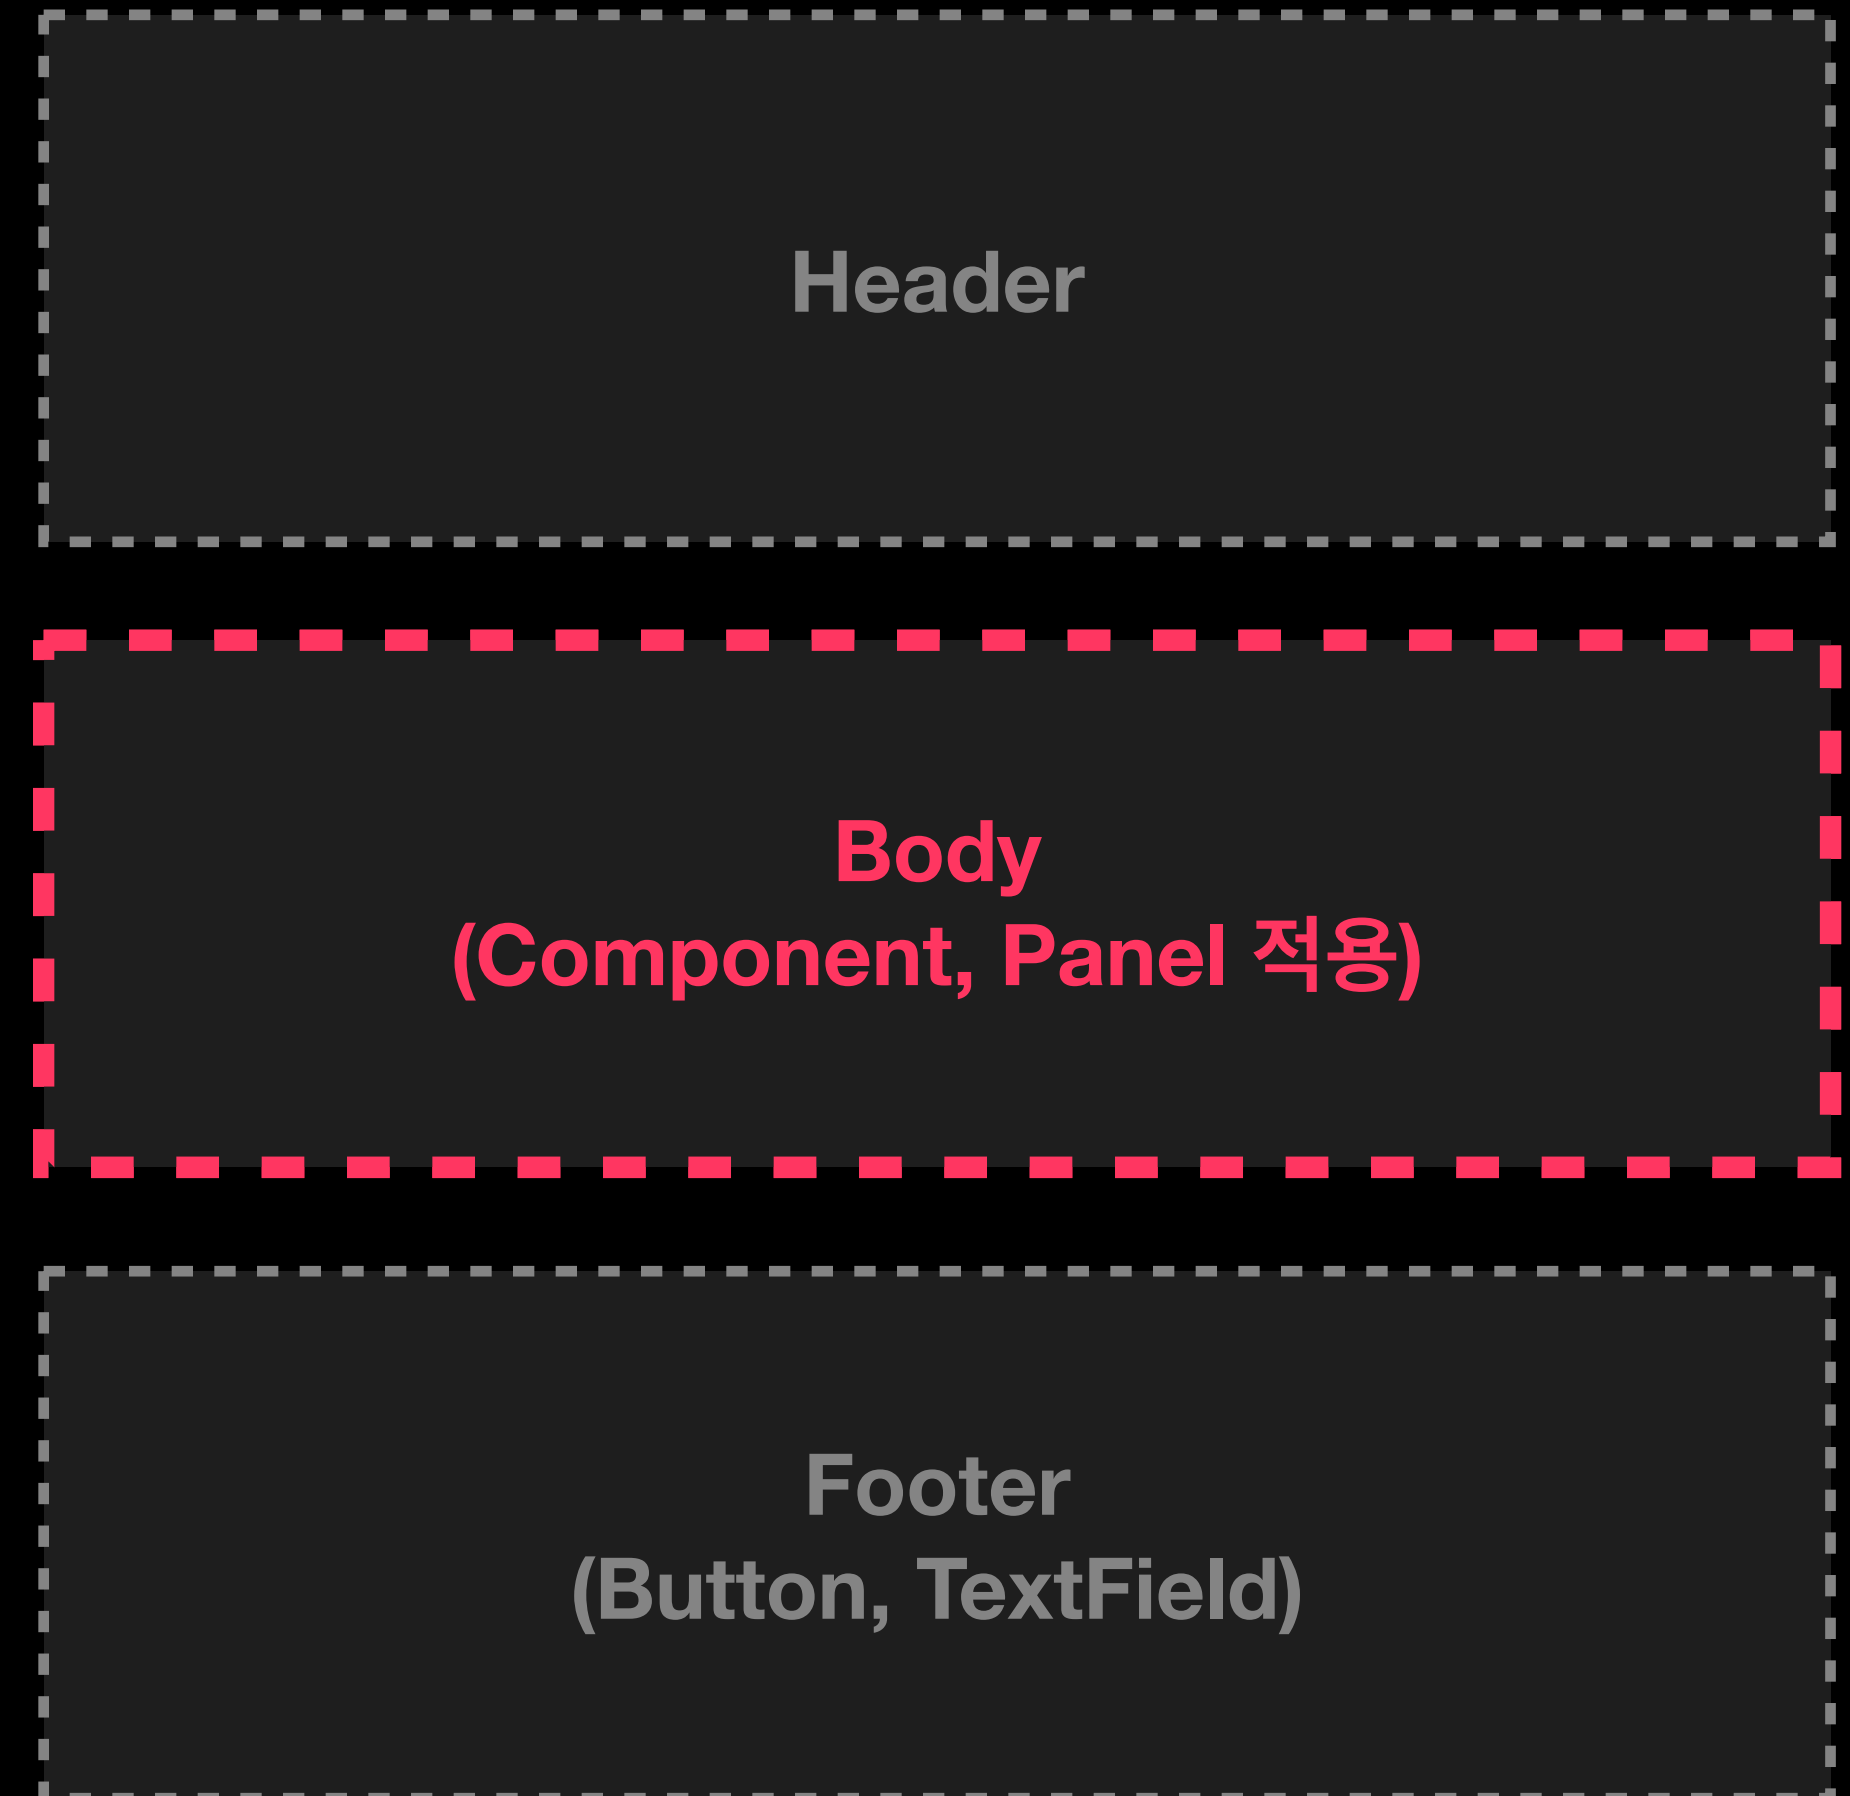 Header
Body
(Component, Panel 적용)
Footer
(Button, TextField)